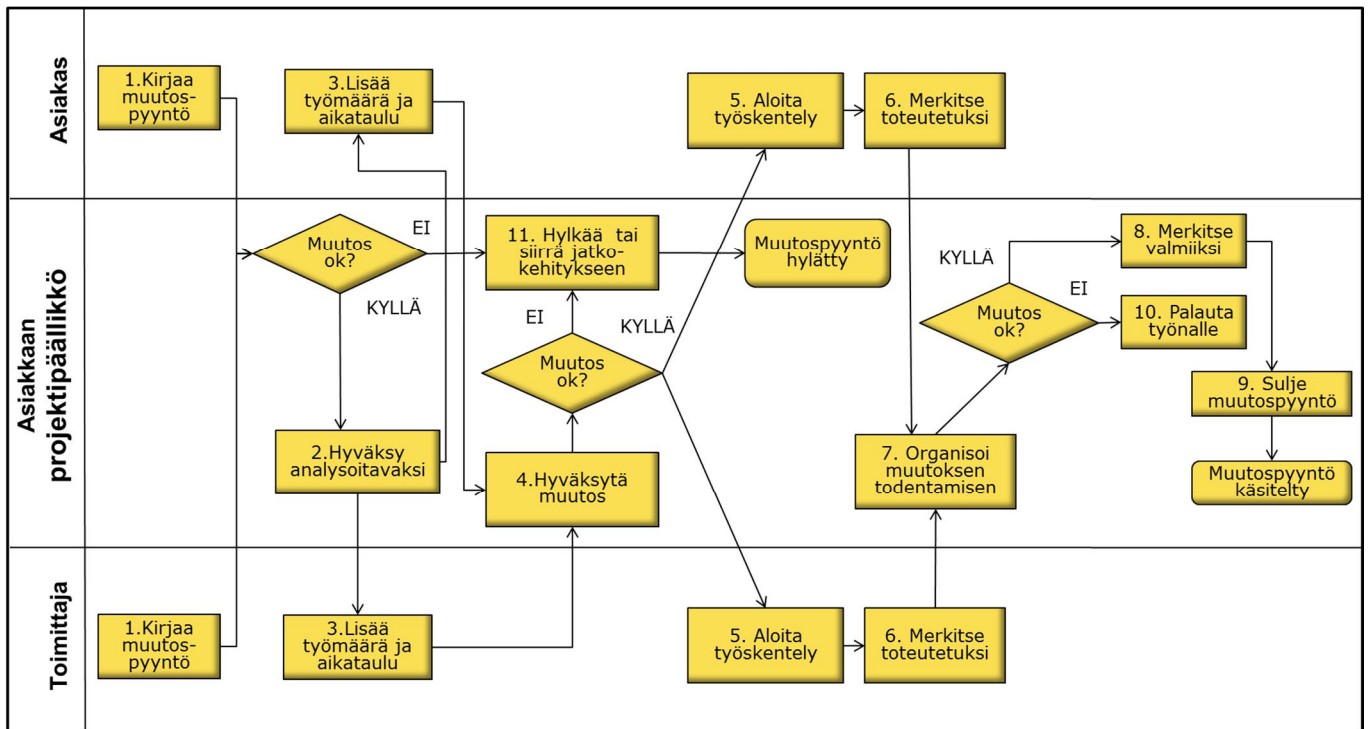 Asiakas
1.Kirjaa
muutos-
pyyntö
3.Lisää
työmäärä ja
aikataulu
5. Aloita
työskentely
6. Merkitse
toteutetuksi
Asiakkaan
projektipäällikkö
Muutos
ok?
EI
KYLLÄ
11. Hylkää tai
siirrä jatko-
kehitykseen
Muutospyyntö
hylätty
EI
KYLLÄ
Muutos
ok?
2.Hyväksy
analysoitavaksi
4.Hyväksytä
muutos
KYLLÄ
EI
Muutos
ok?
8. Merkitse
valmiiksi
10. Palauta
työnalle
9. Sulje
muutospyyntö
7. Organisoi
muutoksen
todentamisen
Muutospyyntö
käsitelty
Toimittaja
1.Kirjaa
muutos-
pyyntö
3.Lisää
työmäärä ja
aikataulu
5. Aloita
työskentely
6. Merkitse
toteutetuksi